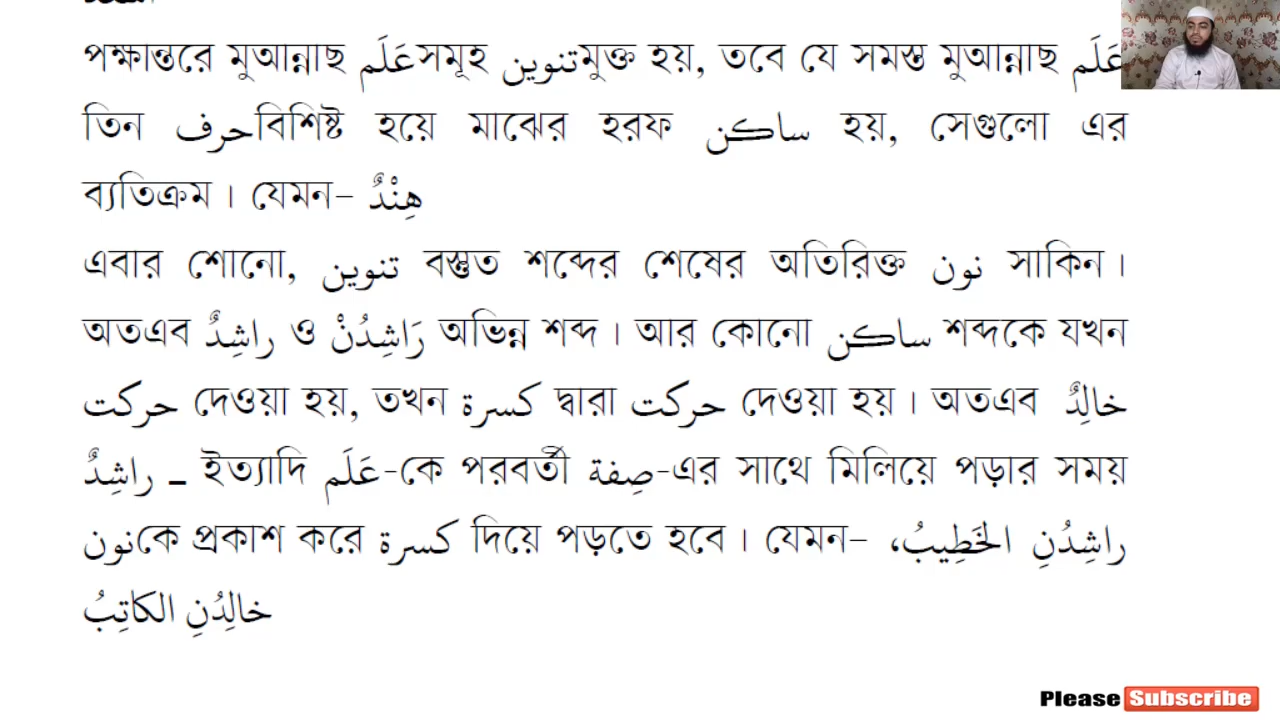 পক্ষান্তরে মুআন্নাছ عَلَمসমূহ تنوينমুক্ত হয়, তবে যে সমস্ত মুআন্নাছ عَلَم
তিন حرفবিশিষ্ট হয়ে মাঝের হরফ ساكن হয়, সেগুলো এর
ব্যতিক্রম। যেমন- هِنْدٌ
এবার শোনো, تنوين বস্তুত শব্দের শেষের অতিরিক্ত نون সাকিন।
অতএব راشِدٌ ও رَاشِدُنْ অভিন্ন শব্দ। আর কোনো ساكن শব্দকে যখন
حركت দেওয়া হয়, তখন كسرة দ্বারা حركت দেওয়া হয়। অতএব خالِدٌ
راشِدٌ ـ ইত্যাদি عَلَم-কে পরবর্তী صِفة-এর সাথে মিলিয়ে পড়ার সময়
نونকে প্রকাশ করে كسرة দিয়ে পড়তে হবে। যেমন- راشِدُنِ الخَطِيبُ،
خالِدُنِ الكاتِبُ
Please Subscribe